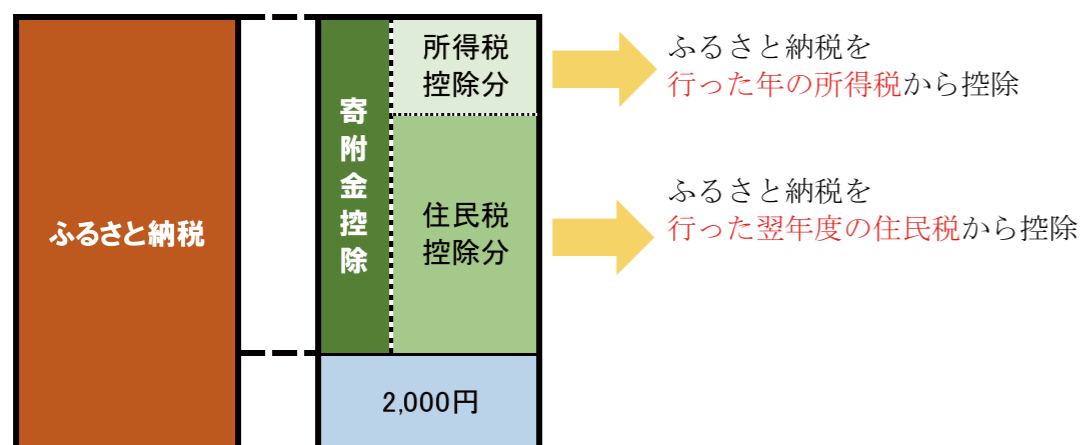 ふるさと納税
寄附金控除
所得税
控除分
住民税
控除分
2,000円
ふるさと納税を
行った年の所得税から控除
ふるさと納税を
行った翌年度の住民税から控除